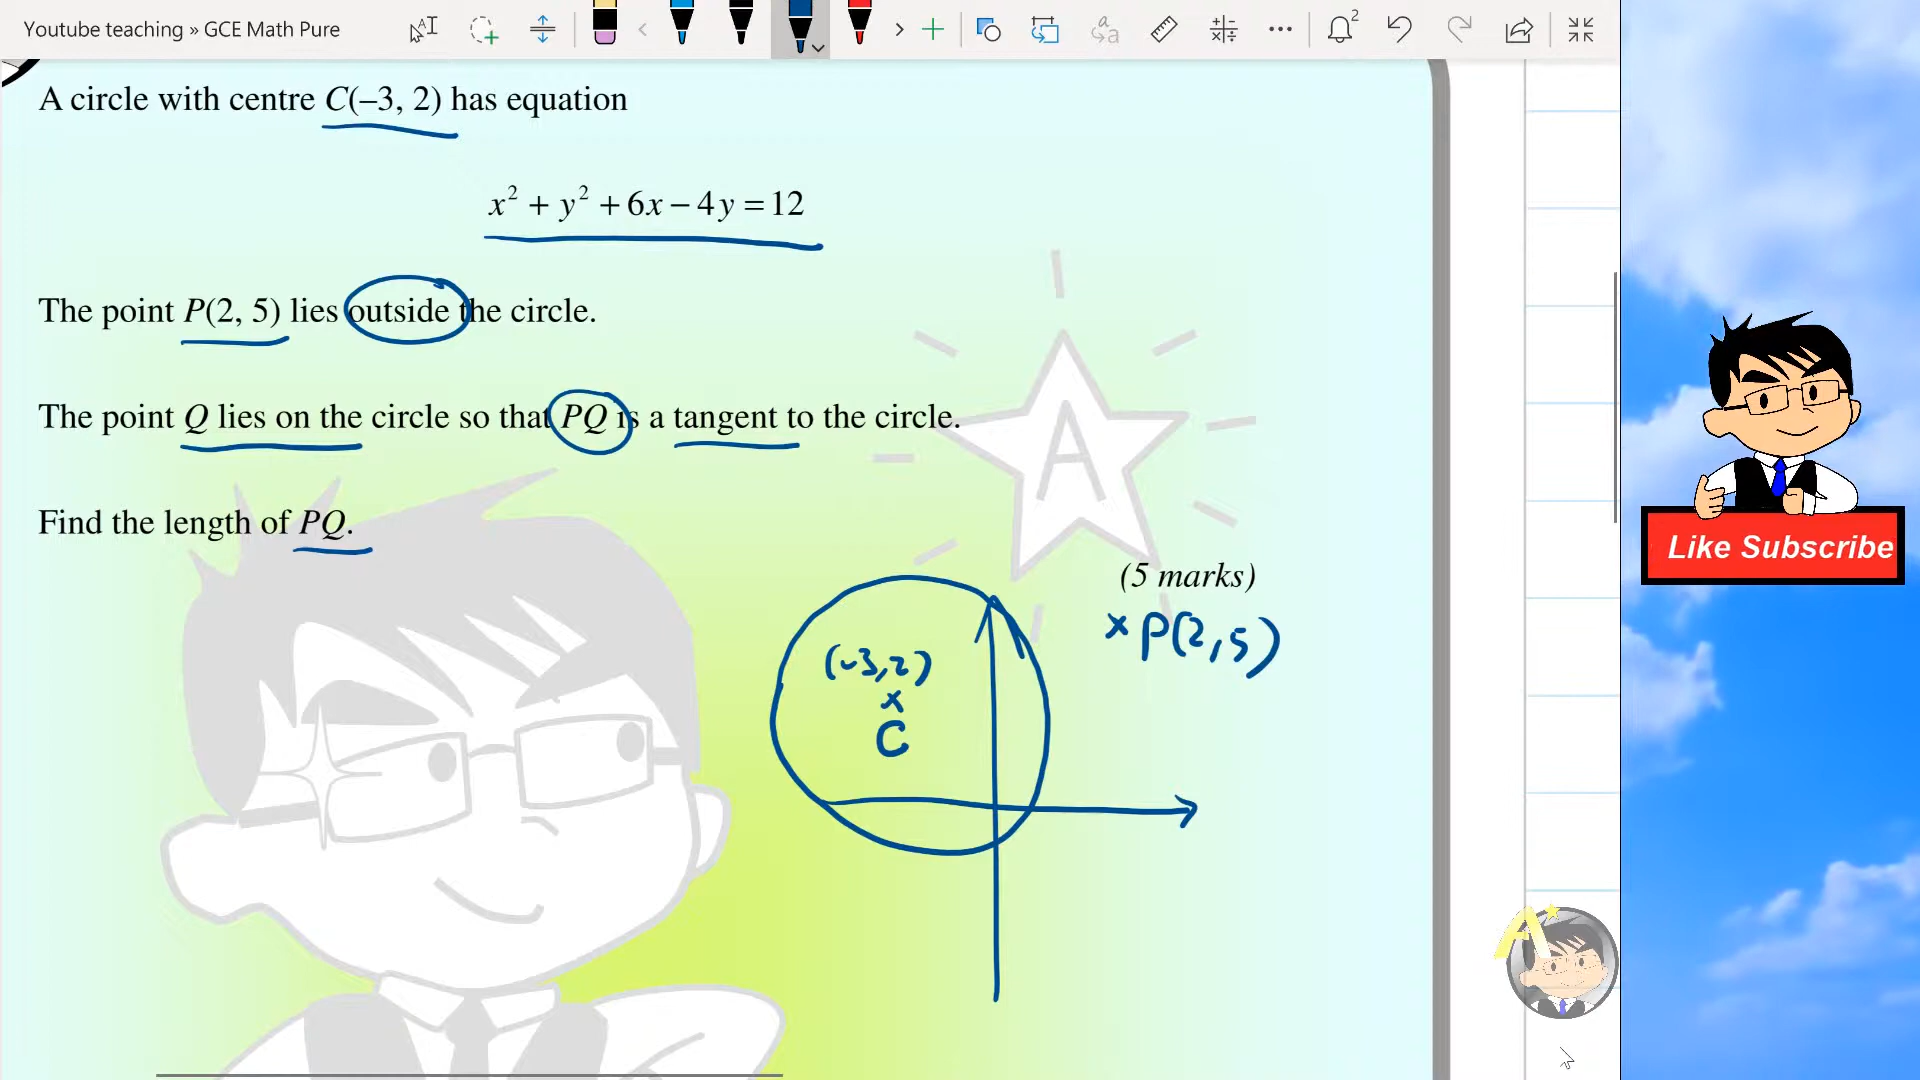 Youtube teaching » GCE Math Pure
A circle with centre C(–3, 2) has equation
x² + y² + 6x − 4y = 12
The point P(2, 5) lies outside the circle.
The point Q lies on the circle so that PQ is a tangent to the circle.
Find the length of PQ.
A
(5 marks)
× P(2,5)
(-3,2)
×
C
Like Subscribe
A